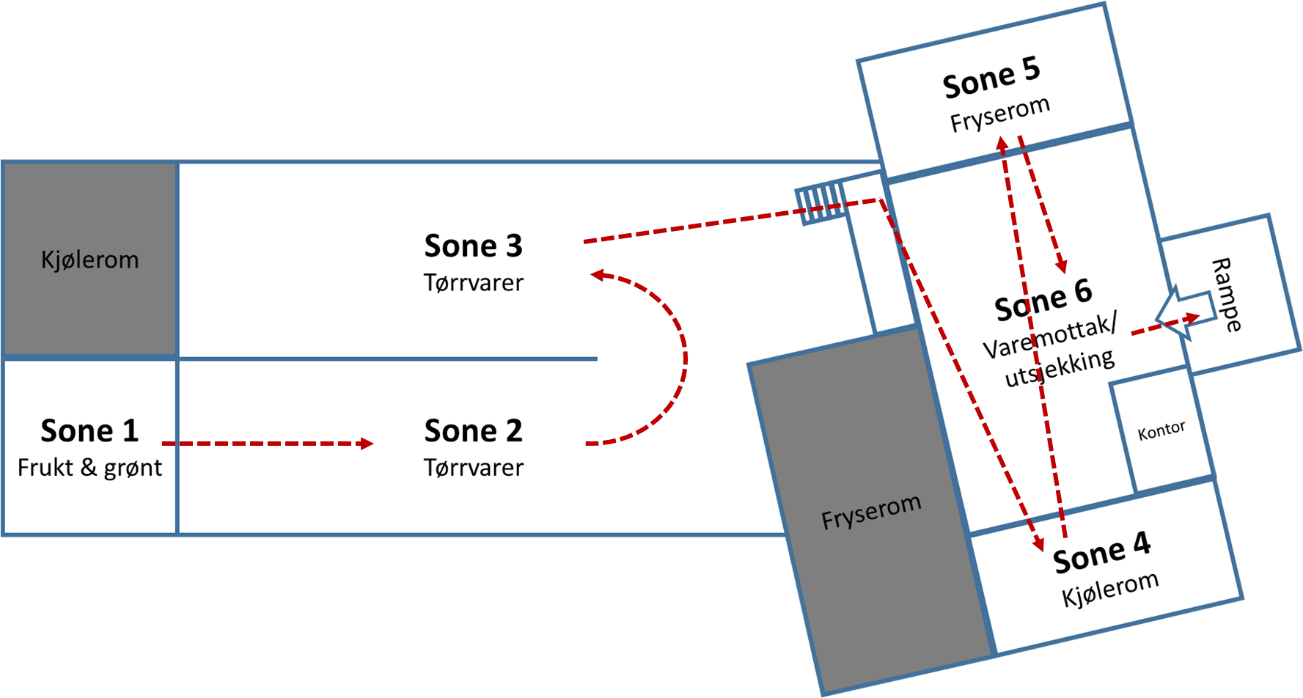 Sone 5
Fryserom
Kjølerom
Sone 3
Tørrvarer
Rampe
Sone 6
Varemottak/
utsjekking
Sone 1
Frukt & grønt
Sone 2
Tørrvarer
Kontor
Fryserom
Sone 4
Kjølerom